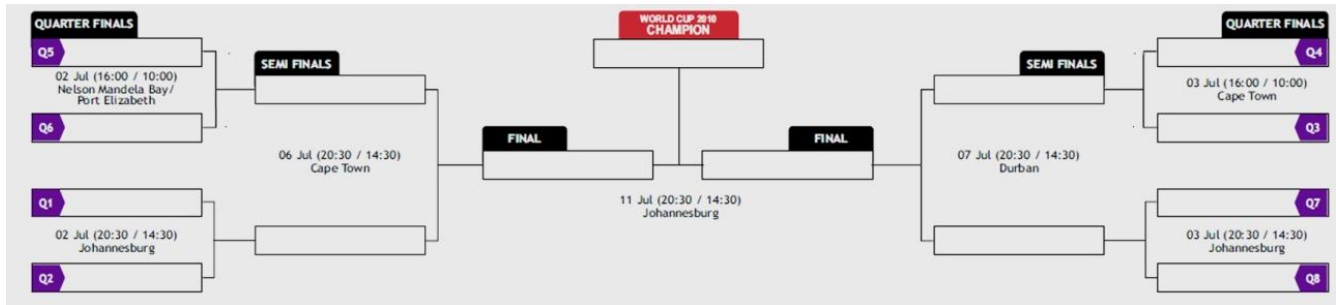 QUARTER FINALS
Q5
02 Jul (16:00 / 10:00)
Nelson Mandela Bay/
Port Elizabeth
Q6
Q1
02 Jul (20:30 / 14:30)
Johannesburg
Q2
SEMI FINALS
06 Jul (20:30 / 14:30)
Cape Town
FINAL
WORLD CUP 2010
CHAMPION
11 Jul (20:30 / 14:30)
Johannesburg
FINAL
SEMI FINALS
07 Jul (20:30 / 14:30)
Durban
QUARTER FINALS
Q4
03 Jul (16:00 / 10:00)
Cape Town
Q3
Q7
03 Jul (20:30 / 14:30)
Johannesburg
Q8